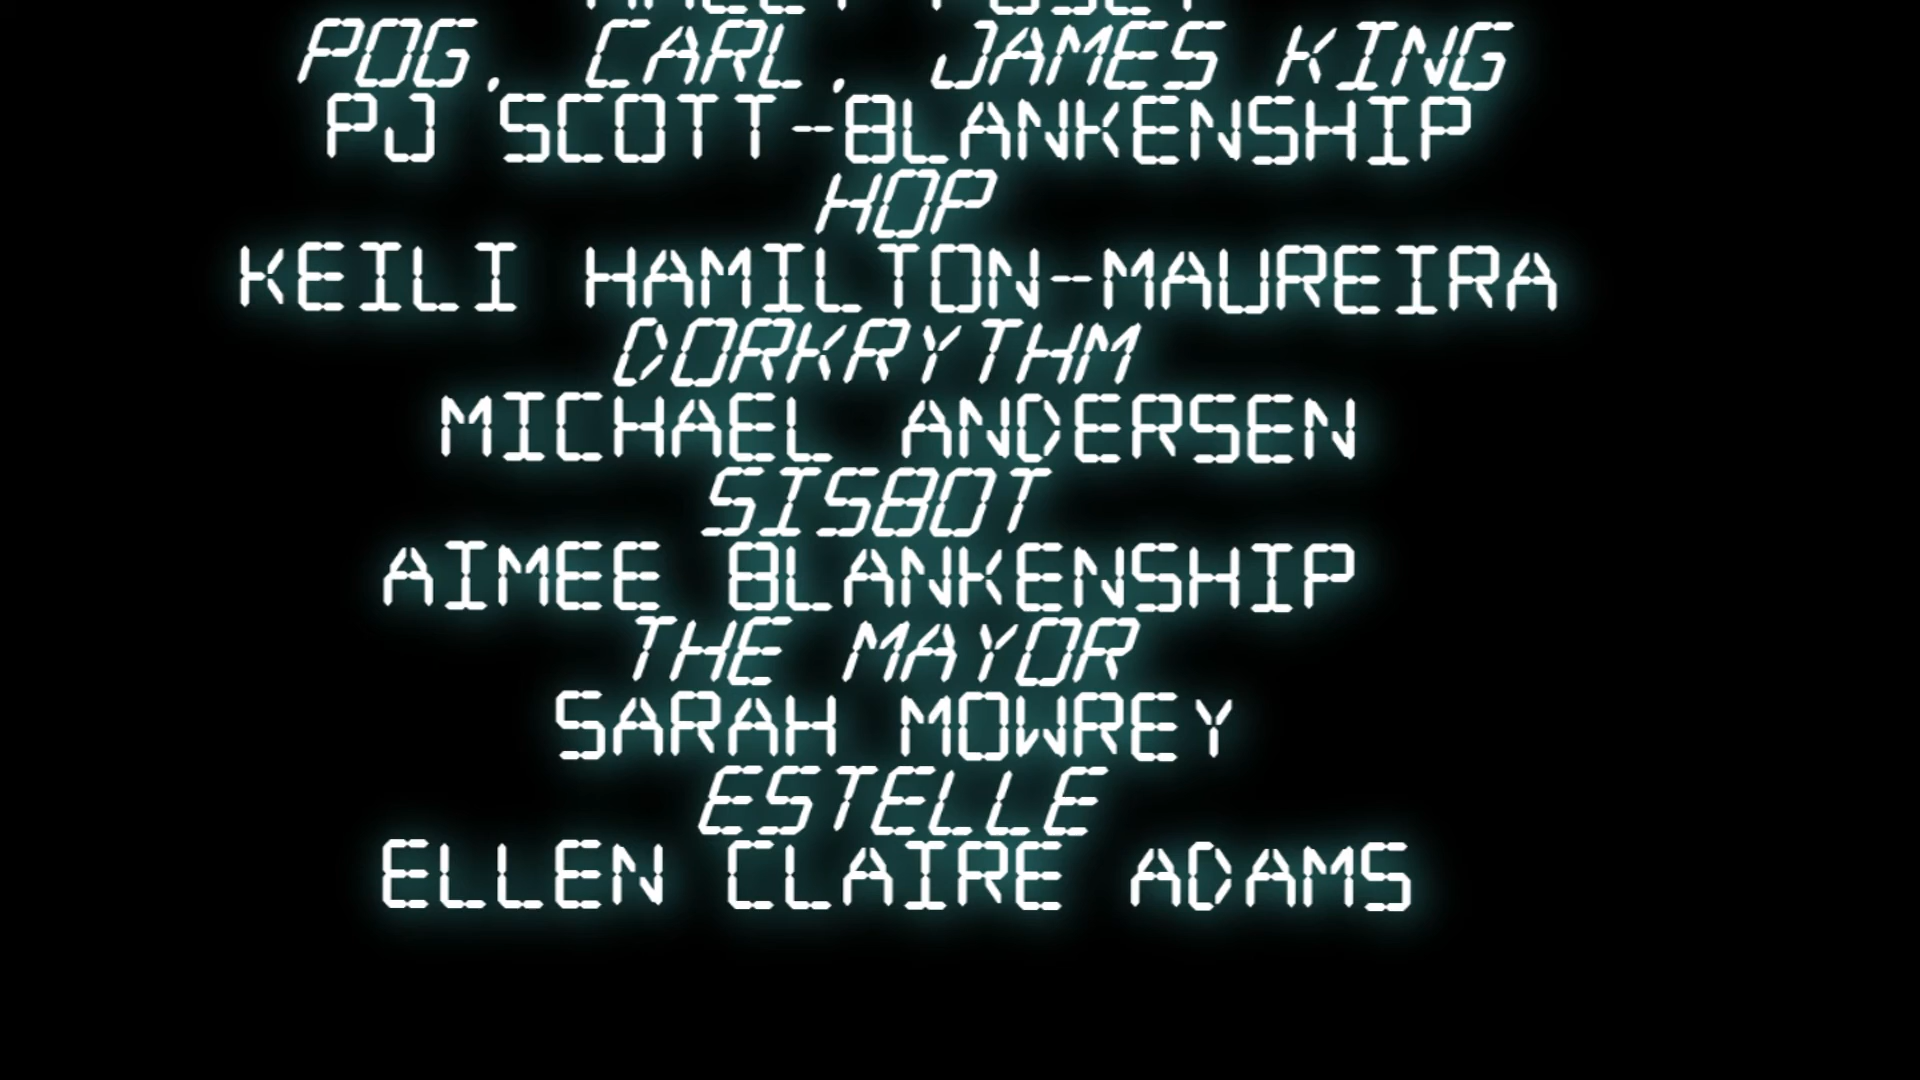 POG, CARL, JAMES KING
PJ SCOTT-BLANKENSHIP
HOP
KEILI HAMILTON-MAUREIRA
DORKRYTHM
MICHAEL ANDERSEN
SISBOT
AIMEE BLANKENSHIP
THE MAYOR
SARAH MOWREY
ESTELLE
ELLEN CLAIRE ADAMS